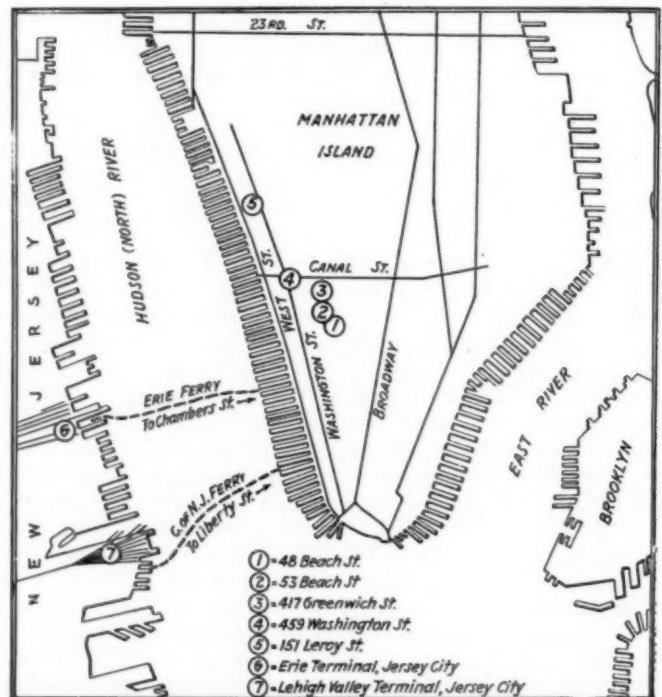 23RD. ST.
MANHATTAN
ISLAND
HUDSON (NORTH) RIVER
NEW JERSEY
5
ST.
WEST
4
CANAL ST.
3
2
1
WASHINGTON ST.
BROADWAY
EAST RIVER
BROOKLYN
ERIE FERRY
To Chambers St.
6
C. of N.J. FERRY
To Liberty St.
7
1 = 48 Beach St.
2 = 53 Beach St
3 = 417 Greenwich St.
4 = 459 Washington St.
5 = 151 Leroy St.
6 = Erie Terminal, Jersey City
7 = Lehigh Valley Terminal, Jersey City